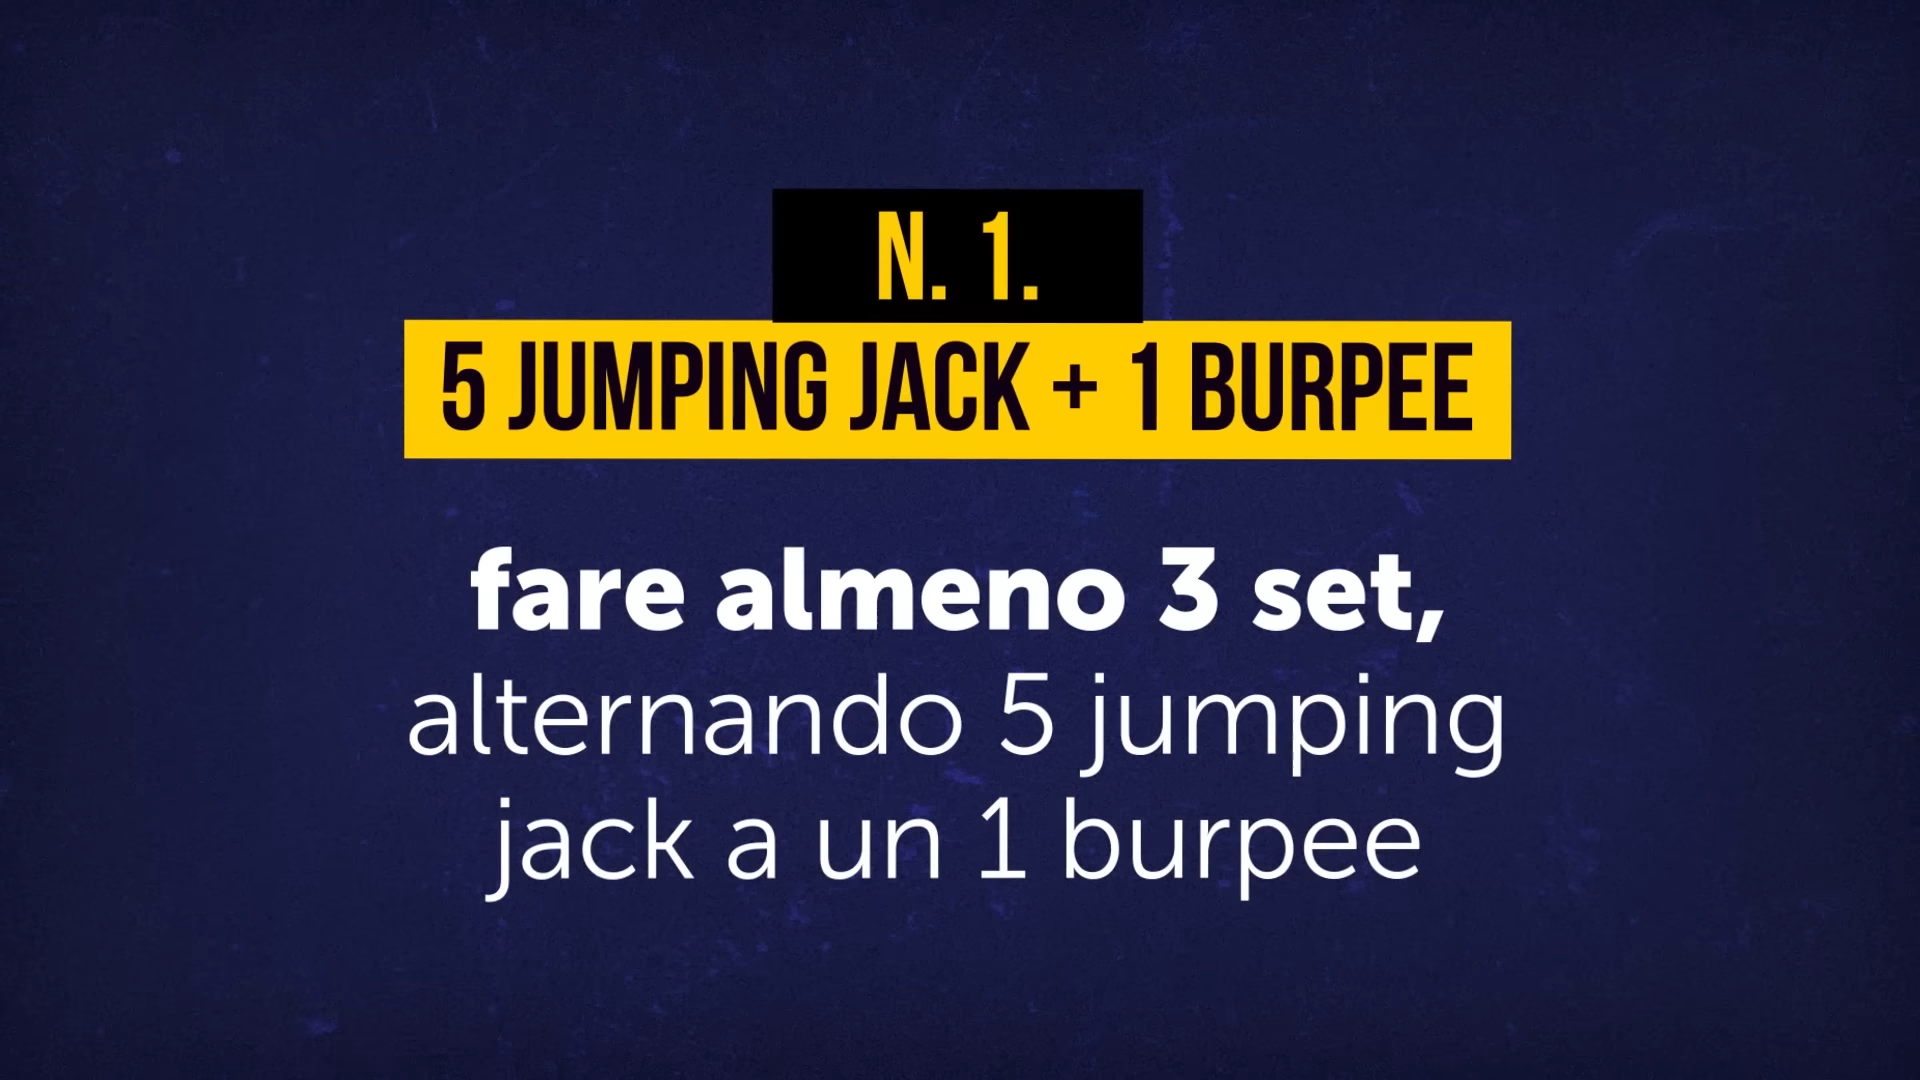 N. 1.
5 JUMPING JACK + 1 BURPEE
fare almeno 3 set,
alternando 5 jumping
jack a un 1 burpee